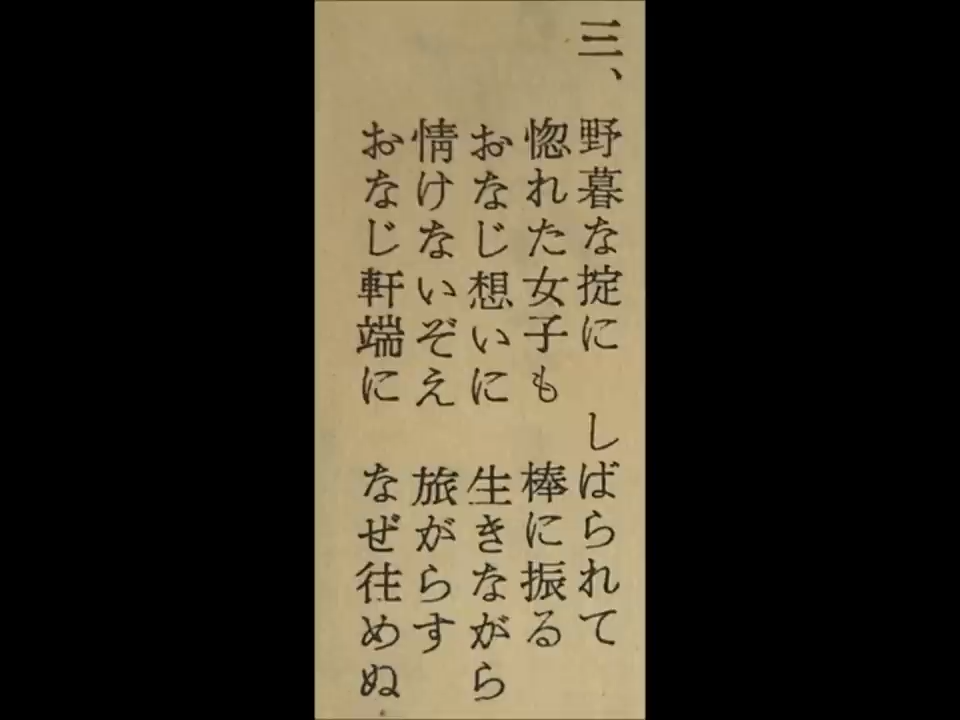 三、
野暮な掟に　しばられて
惚れた女子も　棒に振る
おなじ想いに　生きながら
情けないぞえ　旅がらす
おなじ軒端に　なぜ往めぬ